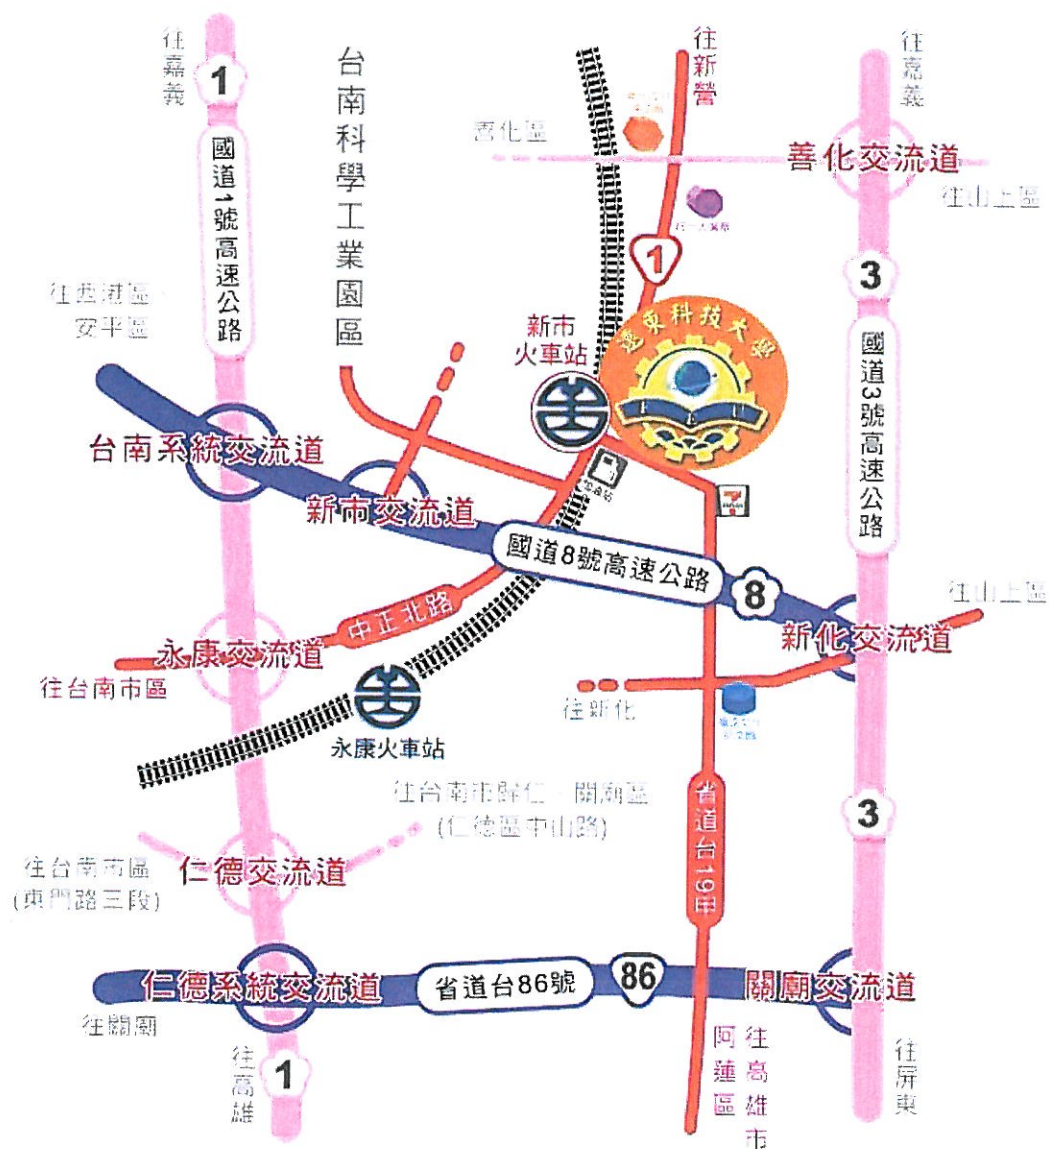 往嘉義
1
國道1號高速公路
台南科學工業園區
往新營
往嘉義
善化區
善化交流道
往山上區
1
3
往西港區、
安平區
新市
火車站
遠東科技大學
國道3號高速公路
台南系統交流道
新市交流道
加油站
國道8號高速公路
8
往山上區
中正北路
永康交流道
新化交流道
往台南市區
往新化
永康火車站
往台南市歸仁、關廟區
(仁德區中山路)
省道台19甲
3
往台南市區
(東門路三段)
仁德交流道
仁德系統交流道
省道台86號
86
關廟交流道
往關廟
往高雄
1
往高雄市
阿蓮區
往屏東